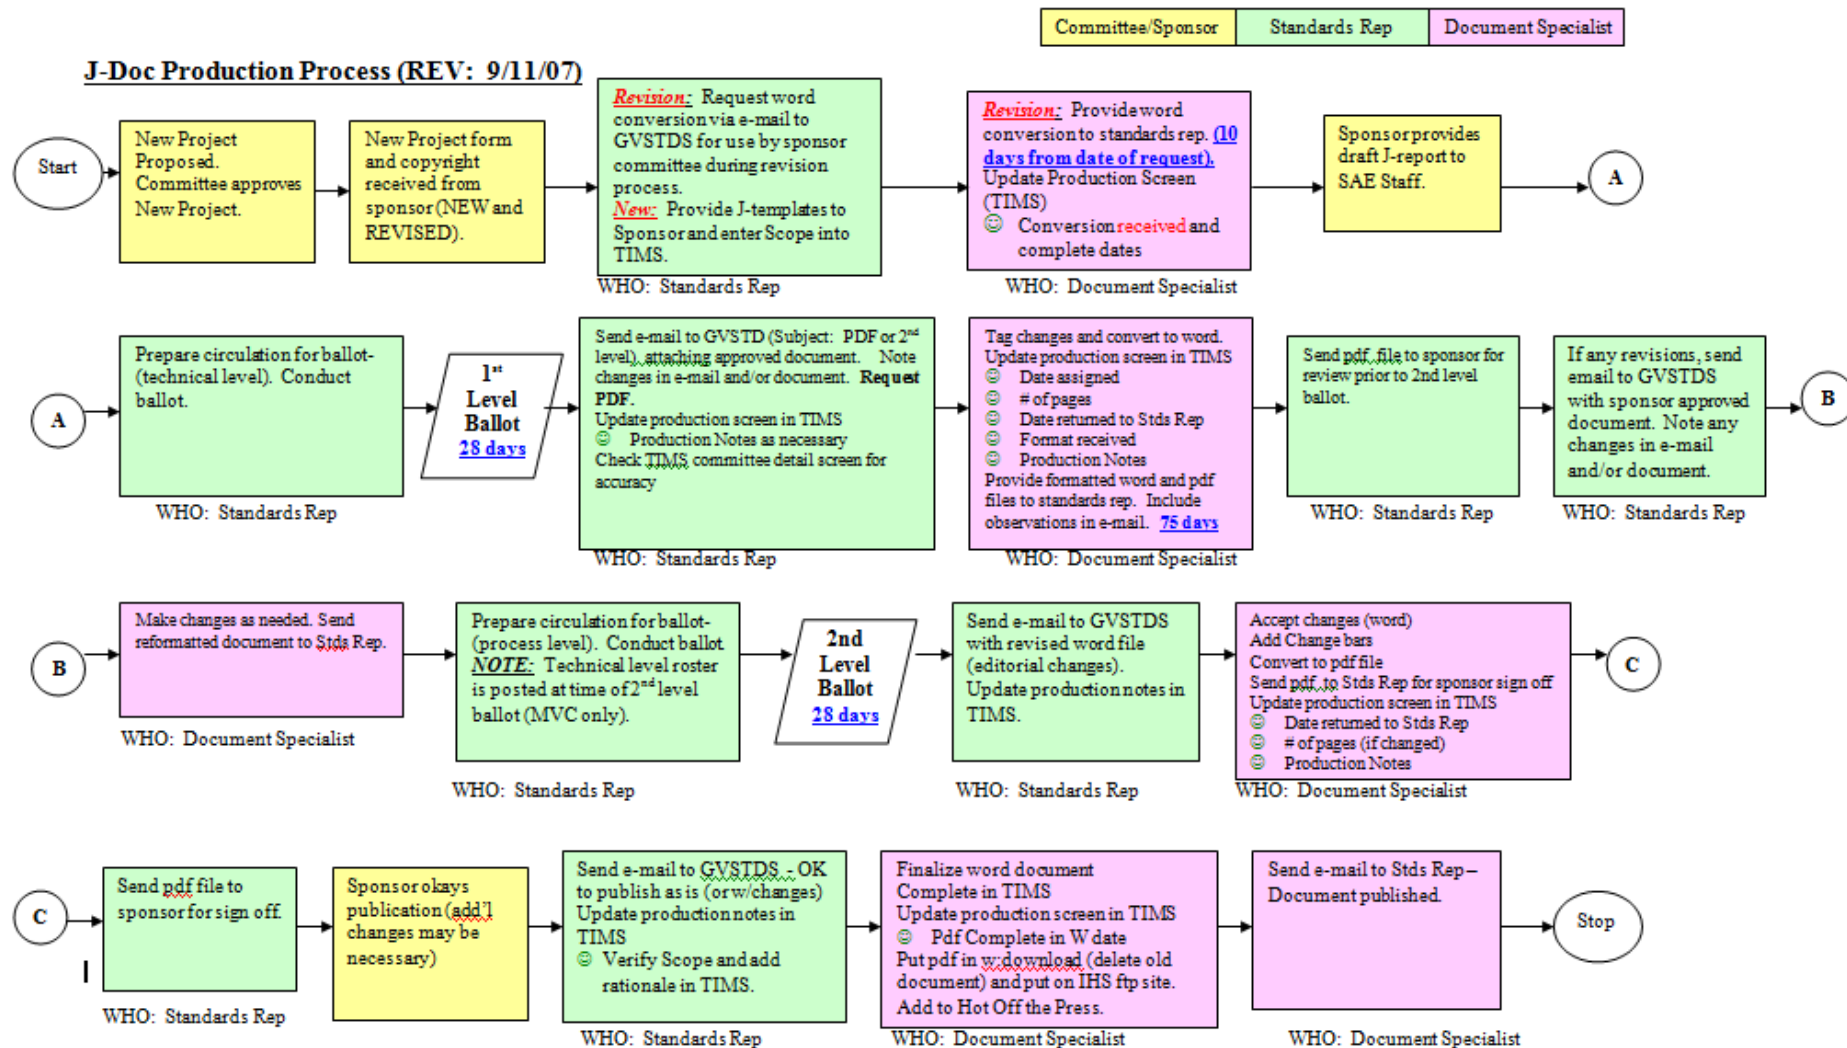 Committee/Sponsor
Standards Rep
Document Specialist
J-Doc Production Process (REV: 9/11/07)
Start
New Project
Proposed.
Committee approves
New Project.
New Project form
and copyright
received from
sponsor (NEW and
REVISED).
Revision: Request word
conversion via e-mail to
GVSTDS for use by sponsor
committee during revision
process.
New: Provide J-templates to
Sponsor and enter Scope into
TIMS.
WHO: Standards Rep
Revision: Provide word
conversion to standards rep. (10
days from date of request).
Update Production Screen
(TIMS)
Conversion received and
complete dates
WHO: Document Specialist
Sponsor provides
draft J-report to
SAE Staff.
A
A
Prepare circulation for ballot-
(technical level). Conduct
ballot.
WHO: Standards Rep
1st
Level
Ballot
28 days
Send e-mail to GVSTD (Subject: PDF or 2nd
level), attaching approved document. Note
changes in e-mail and/or document. Request
PDF.
Update production screen in TIMS
Production Notes as necessary
Check TIMS committee detail screen for
accuracy
WHO: Standards Rep
Tag changes and convert to word.
Update production screen in TIMS
Date assigned
# of pages
Date returned to Stds Rep
Format received
Production Notes
Provide formatted word and pdf
files to standards rep. Include
observations in e-mail. 75 days
WHO: Document Specialist
Send pdf file to sponsor for
review prior to 2nd level
ballot.
WHO: Standards Rep
If any revisions, send
email to GVSTDS
with sponsor approved
document. Note any
changes in e-mail
and/or document.
WHO: Standards Rep
B
B
Make changes as needed. Send
reformatted document to Stds Rep.
WHO: Document Specialist
Prepare circulation for ballot-
(process level). Conduct ballot.
NOTE: Technical level roster
is posted at time of 2nd level
ballot (MVC only).
WHO: Standards Rep
2nd
Level
Ballot
28 days
Send e-mail to GVSTDS
with revised word file
(editorial changes).
Update production notes in
TIMS.
WHO: Standards Rep
Accept changes (word)
Add Change bars
Convert to pdf file
Send pdf to Stds Rep for sponsor sign off
Update production screen in TIMS
Date returned to Stds Rep
# of pages (if changed)
Production Notes
WHO: Document Specialist
C
C
Send pdf file to
sponsor for sign off.
WHO: Standards Rep
Sponsor okays
publication (add'l
changes may be
necessary)
Send e-mail to GVSTDS - OK
to publish as is (or w/changes)
Update production notes in
TIMS
Verify Scope and add
rationale in TIMS.
WHO: Standards Rep
Finalize word document
Complete in TIMS
Update production screen in TIMS
Pdf Complete in W date
Put pdf in w:download (delete old
document) and put on IHS ftp site.
Add to Hot Off the Press.
WHO: Document Specialist
Send e-mail to Stds Rep –
Document published.
WHO: Document Specialist
Stop